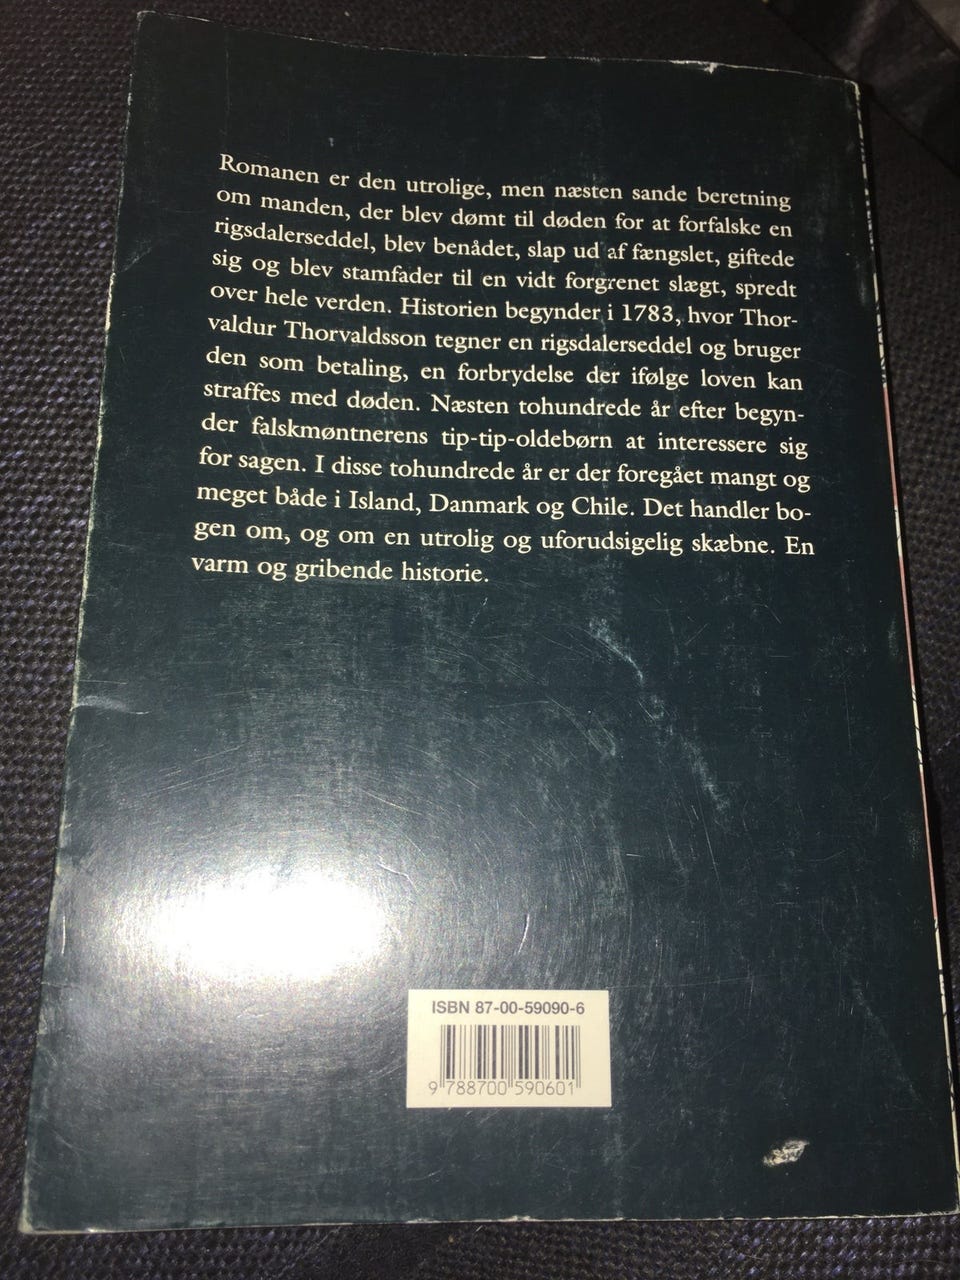 Romanen er den utrolige, men næsten sande beretning
om manden, der blev dømt til døden for at forfalske en
rigsdalerseddel, blev benådet, slap ud af fængslet, giftede
sig og blev stamfader til en vidt forgrenet slægt, spredt
over hele verden. Historien begynder i 1783, hvor Thor-
valdur Thorvaldsson tegner en rigsdalerseddel og bruger
den som betaling, en forbrydelse der ifølge loven kan
straffes med døden. Næsten tohundrede år efter begyn-
der falskmøntnerens tip-tip-oldebørn at interessere sig
for sagen. I disse tohundrede år er der foregået mangt og
meget både i Island, Danmark og Chile. Det handler bo-
gen om, og om en utrolig og uforudsigelig skæbne. En
varm og gribende historie.
ISBN 87-00-59090-6
9 788700 590601